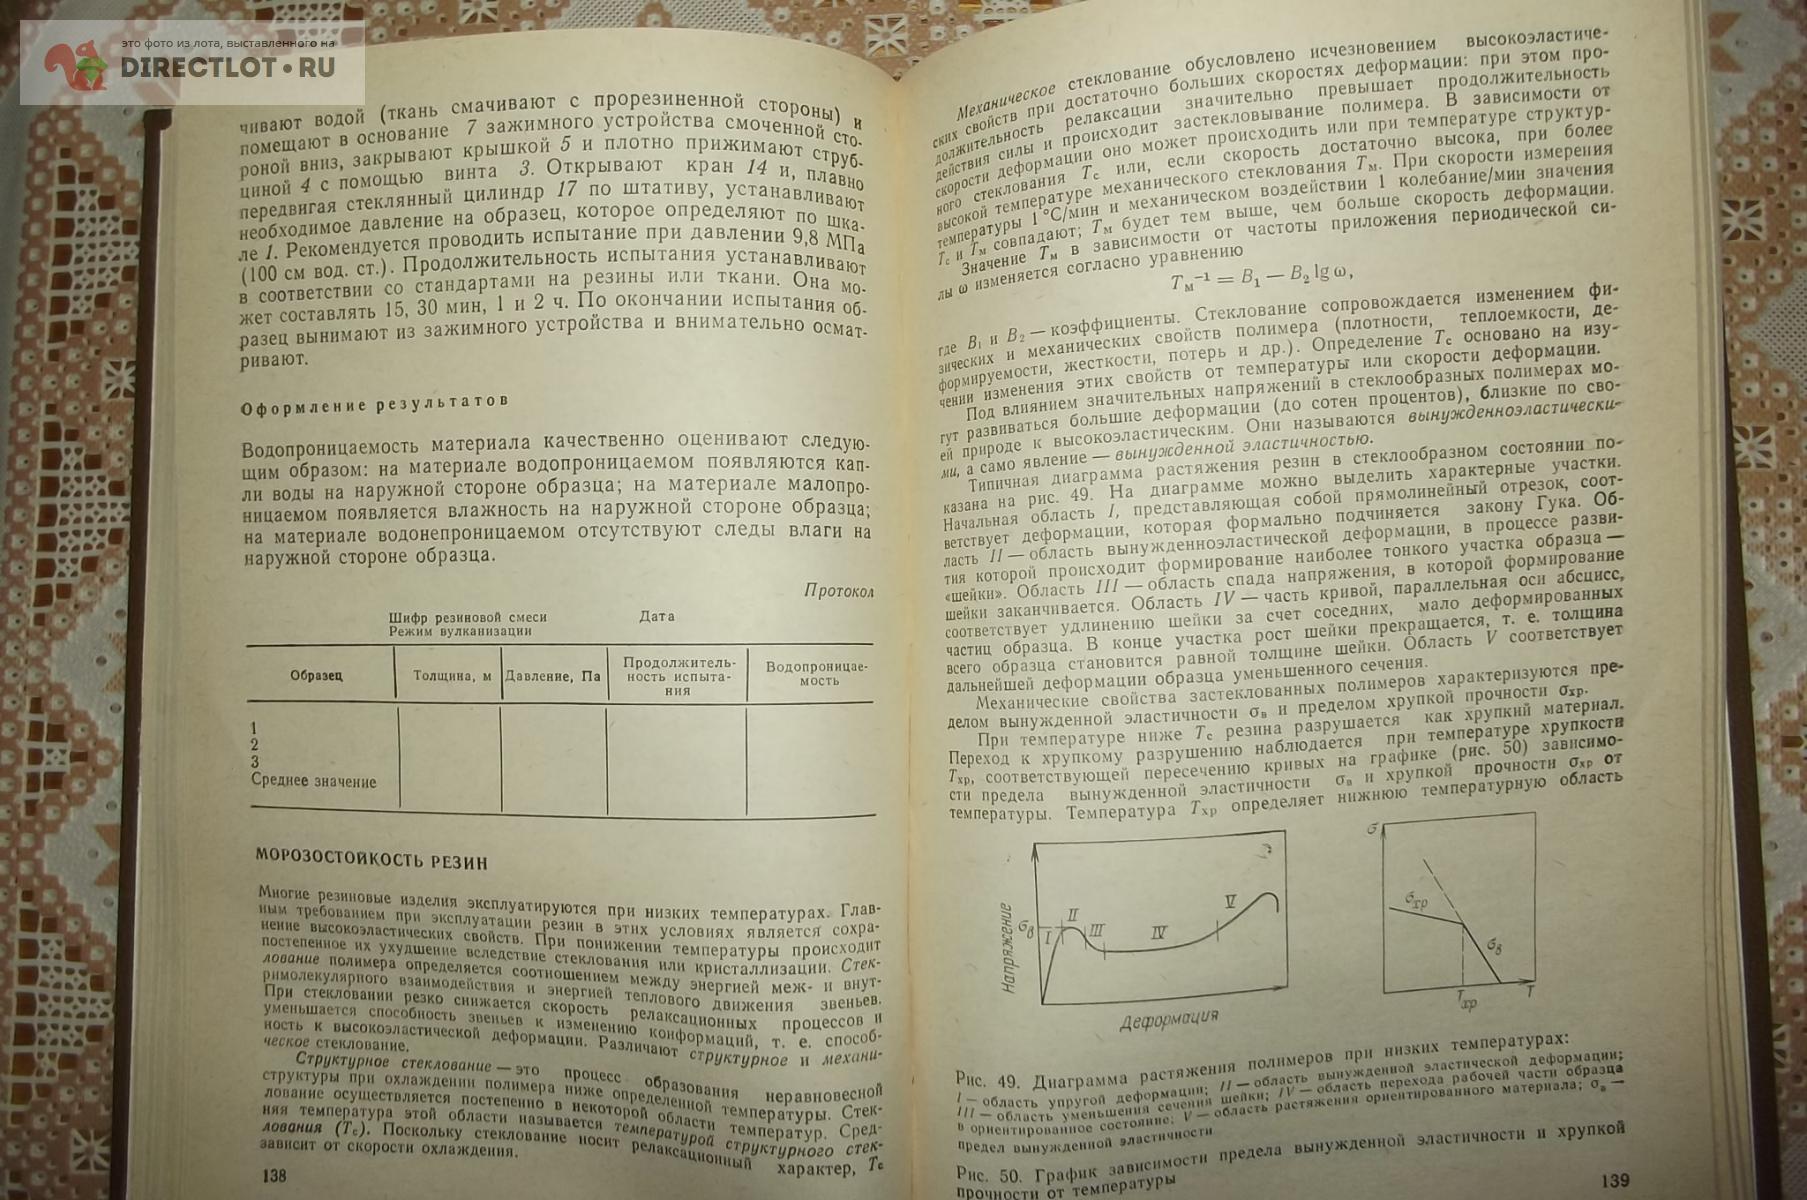 это фото из лота, выставленного на
DIRECTLOT•RU
чивают водой (ткань смачивают с прорезиненной стороны) и
помещают в основание 7 зажимного устройства смоченной сто-
роной вниз, закрывают крышкой 5 и плотно прижимают струб-
циной 4 с помощью винта 3. Открывают кран 14 и, плавно
передвигая стеклянный цилиндр 17 по штативу, устанавливают
необходимое давление на образец, которое определяют по шка-
ле 1. Рекомендуется проводить испытание при давлении 9,8 МПа
(100 см вод. ст.). Продолжительность испытания устанавливают
в соответствии со стандартами на резины или ткани. Она мо-
жет составлять 15, 30 мин, 1 и 2 ч. По окончании испытания об-
разец вынимают из зажимного устройства и внимательно осмат-
ривают.
Оформление результатов
Водопроницаемость материала качественно оценивают следую-
щим образом: на материале водопроницаемом появляются кап-
ли воды на наружной стороне образца; на материале малопро-
ницаемом появляется влажность на наружной стороне образца;
на материале водонепроницаемом отсутствуют следы влаги на
наружной стороне образца.
Протокол
Шифр резиновой смеси Дата
Режим вулканизации
Образец Толщина, м Давление, Па Продолжитель-
ность испыта-
ния Водопроницае-
мость
1
2
3
Среднее значение
МОРОЗОСТОЙКОСТЬ РЕЗИН
Многие резиновые изделия эксплуатируются при низких температурах. Глав-
ным требованием при эксплуатации резин в этих условиях является сохра-
нение высокоэластических свойств. При понижении температуры происходит
постепенное их ухудшение вследствие стеклования или кристаллизации. Стек-
лование полимера определяется соотношением между энергией меж- и внут-
римолекулярного взаимодействия и энергией теплового движения звеньев.
При стекловании резко снижается скорость релаксационных процессов и
уменьшается способность звеньев к изменению конформаций, т. е. способ-
ность к высокоэластической деформации. Различают структурное и механи-
ческое стеклование.
Структурное стеклование — это процесс образования неравновесной
структуры при охлаждении полимера ниже определенной температуры. Стек-
лование осуществляется постепенно в некоторой области температур. Сред-
няя температура этой области называется температурой структурного стек-
лования (Tс). Поскольку стеклование носит релаксационный характер, Tс
зависит от скорости охлаждения.
138
Механическое стеклование обусловлено исчезновением высокоэластиче-
ских свойств при достаточно больших скоростях деформации: при этом про-
должительность релаксации значительно превышает продолжительность
действия силы и происходит застекловывание полимера. В зависимости от
скорости деформации оно может происходить или при температуре структур-
ного стеклования Tс или, если скорость достаточно высока, при более
высокой температуре механического стеклования Tм. При скорости измерения
температуры 1 °С/мин и механическом воздействии 1 колебание/мин значения
Tс и Tм совпадают; Tм будет тем выше, чем больше скорость деформации.
Значение Tм в зависимости от частоты приложения периодической си-
лы ω изменяется согласно уравнению
Tм⁻¹ = B₁ — B₂ lg ω,
где B₁ и B₂ — коэффициенты. Стеклование сопровождается изменением фи-
зических и механических свойств полимера (плотности, теплоемкости, де-
формируемости, жесткости, потерь и др.). Определение Tс основано на изу-
чении изменения этих свойств от температуры или скорости деформации.
Под влиянием значительных напряжений в стеклообразных полимерах мо-
гут развиваться большие деформации (до сотен процентов), близкие по сво-
ей природе к высокоэластическим. Они называются вынужденноэластически-
ми, а само явление — вынужденной эластичностью.
Типичная диаграмма растяжения резин в стеклообразном состоянии по-
казана на рис. 49. На диаграмме можно выделить характерные участки.
Начальная область I, представляющая собой прямолинейный отрезок, соот-
ветствует деформации, которая формально подчиняется закону Гука. Об-
ласть II — область вынужденноэластической деформации, в процессе разви-
тия которой происходит формирование наиболее тонкого участка образца —
«шейки». Область III — область спада напряжения, в которой формирование
шейки заканчивается. Область IV — часть кривой, параллельная оси абсцисс,
соответствует удлинению шейки за счет соседних, мало деформированных
частиц образца. В конце участка рост шейки прекращается, т. е. толщина
всего образца становится равной толщине шейки. Область V соответствует
дальнейшей деформации образца уменьшенного сечения.
Механические свойства застеклованных полимеров характеризуются пре-
делом вынужденной эластичности σв и пределом хрупкой прочности σхр.
При температуре ниже Tс резина разрушается как хрупкий материал.
Переход к хрупкому разрушению наблюдается при температуре хрупкости
Tхр, соответствующей пересечению кривых на графике (рис. 50) зависимо-
сти предела вынужденной эластичности σв и хрупкой прочности σхр от
температуры. Температура Tхр определяет нижнюю температурную область
Напряжение
σв
I
II
III
IV
V
Деформация
σ
σхр
σв
Tхр
T
Рис. 49. Диаграмма растяжения полимеров при низких температурах:
I — область упругой деформации; II — область вынужденной эластической деформации;
III — область уменьшения сечения шейки; IV — область перехода рабочей части образца
в ориентированное состояние; V — область растяжения ориентированного материала; σв —
предел вынужденной эластичности
Рис. 50. График зависимости предела вынужденной эластичности и хрупкой
прочности от температуры
139